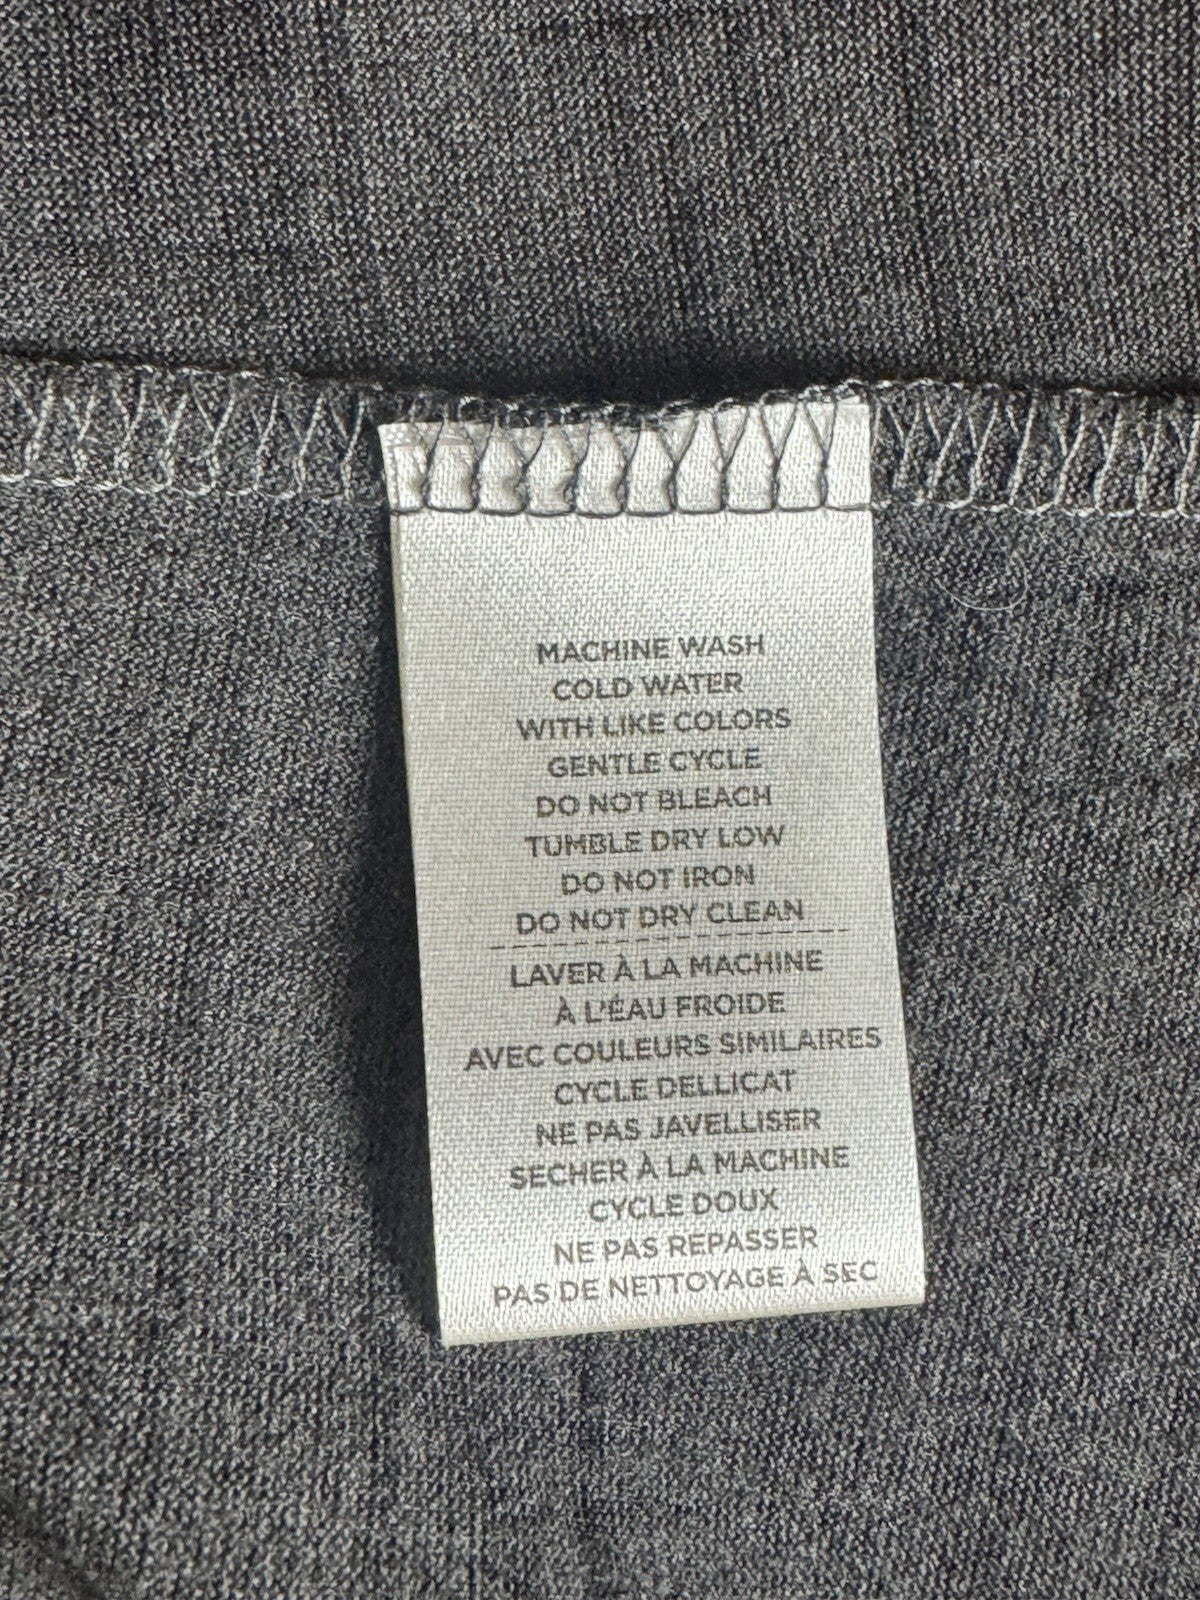 MACHINE WASH
COLD WATER
WITH LIKE COLORS
GENTLE CYCLE
DO NOT BLEACH
TUMBLE DRY LOW
DO NOT IRON
DO NOT DRY CLEAN
LAVER À LA MACHINE
À L'ÉAU FROIDE
AVEC COULEURS SIMILAIRES
CYCLE DELLICAT
NE PAS JAVELLISER
SECHER À LA MACHINE
CYCLE DOUX
NE PAS REPASSER
PAS DE NETTOYAGE À SEC